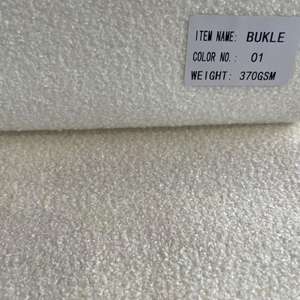 ITEM NAME: BUKLE
COLOR NO.: 01
WEIGHT: 370GSM